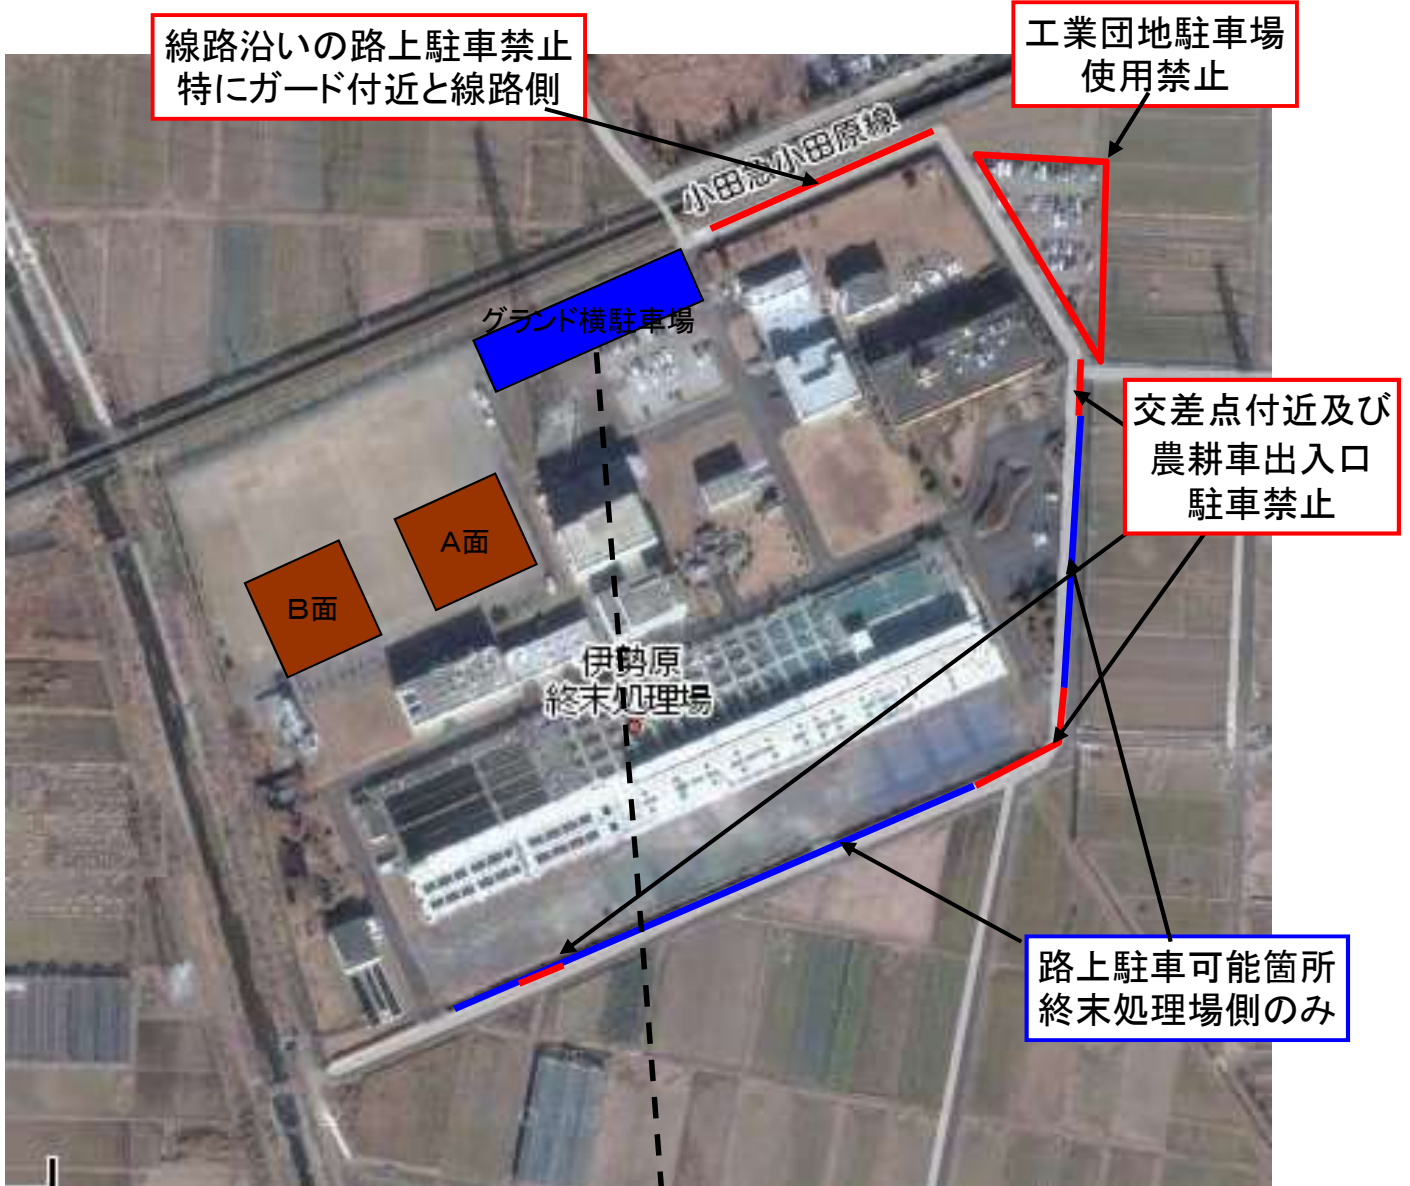 線路沿いの路上駐車禁止
特にガード付近と線路側
工業団地駐車場
使用禁止
小田急小田原線
グランド横駐車場
交差点付近及び
農耕車出入口
駐車禁止
A面
B面
伊勢原
終末処理場
路上駐車可能箇所
終末処理場側のみ